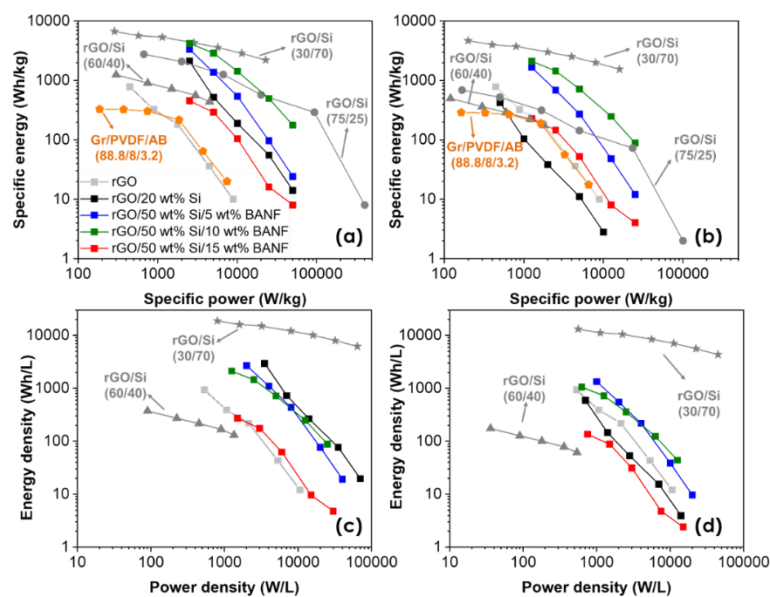 10000
1000
100
10
1
Specific energy (Wh/kg)
rGO/Si
(30/70)
rGO/Si
(60/40)
rGO/Si
(75/25)
Gr/PVDF/AB
(88.8/8/3.2)
rGO
rGO/20 wt% Si
rGO/50 wt% Si/5 wt% BANF
rGO/50 wt% Si/10 wt% BANF
rGO/50 wt% Si/15 wt% BANF
(a)
100 1000 10000 100000
Specific power (W/kg)
10000
1000
100
10
1
Specific energy (Wh/kg)
rGO/Si
(30/70)
rGO/Si
(60/40)
rGO/Si
(75/25)
Gr/PVDF/AB
(88.8/8/3.2)
(b)
100 1000 10000 100000
Specific power (W/kg)
10000
1000
100
10
1
Energy density (Wh/L)
rGO/Si
(30/70)
rGO/Si
(60/40)
(c)
10 100 1000 10000 100000
Power density (W/L)
10000
1000
100
10
1
Energy density (Wh/L)
rGO/Si
(60/40)
rGO/Si
(30/70)
(d)
10 100 1000 10000 100000
Power density (W/L)